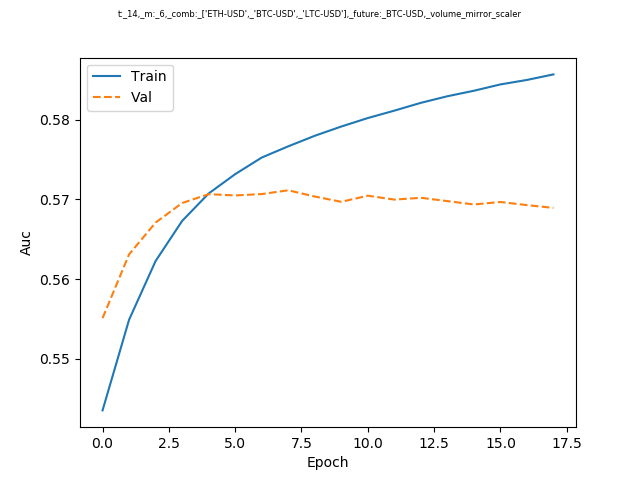 t:_14,_m:_6,_comb:_['ETH-USD',_'BTC-USD',_'LTC-USD'],_future:_BTC-USD,_volume_mirror_scaler
Train
Val
0.58
0.57
0.56
0.55
Auc
0.0 2.5 5.0 7.5 10.0 12.5 15.0 17.5
Epoch